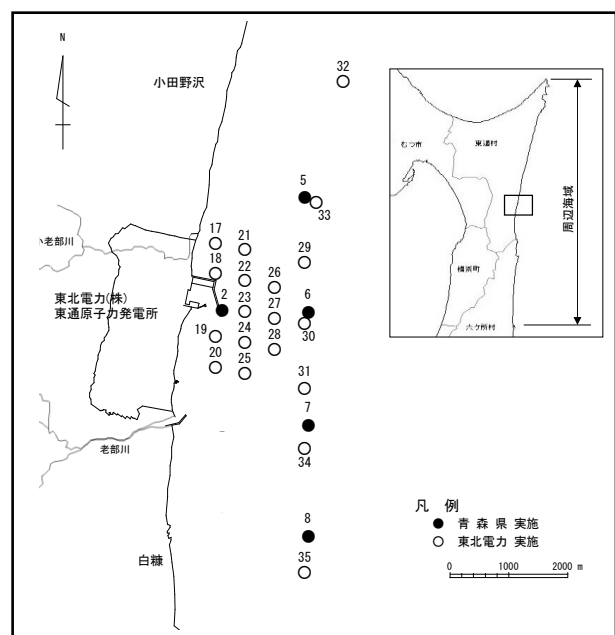 N
小田野沢
32
5
33
17
21
29
18
22
26
2
23
27
6
30
19
24
28
20
25
31
7
34
8
35
小老部川
東北電力(株)
東通原子力発電所
老部川
白糠
むつ市
東通村
横浜町
六ケ所村
周辺海域
凡 例
● 青 森 県 実施
○ 東北電力 実施
0 1000 2000 m